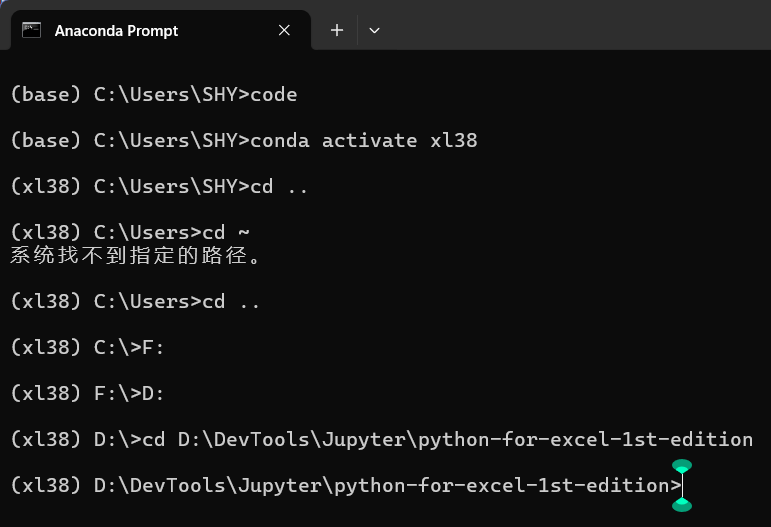 Anaconda Prompt
(base) C:\Users\SHY>code
(base) C:\Users\SHY>conda activate xl38
(xl38) C:\Users\SHY>cd ..
(xl38) C:\Users>cd ~
系统找不到指定的路径。
(xl38) C:\Users>cd ..
(xl38) C:\>F:
(xl38) F:\>D:
(xl38) D:\>cd D:\DevTools\Jupyter\python-for-excel-1st-edition
(xl38) D:\DevTools\Jupyter\python-for-excel-1st-edition>